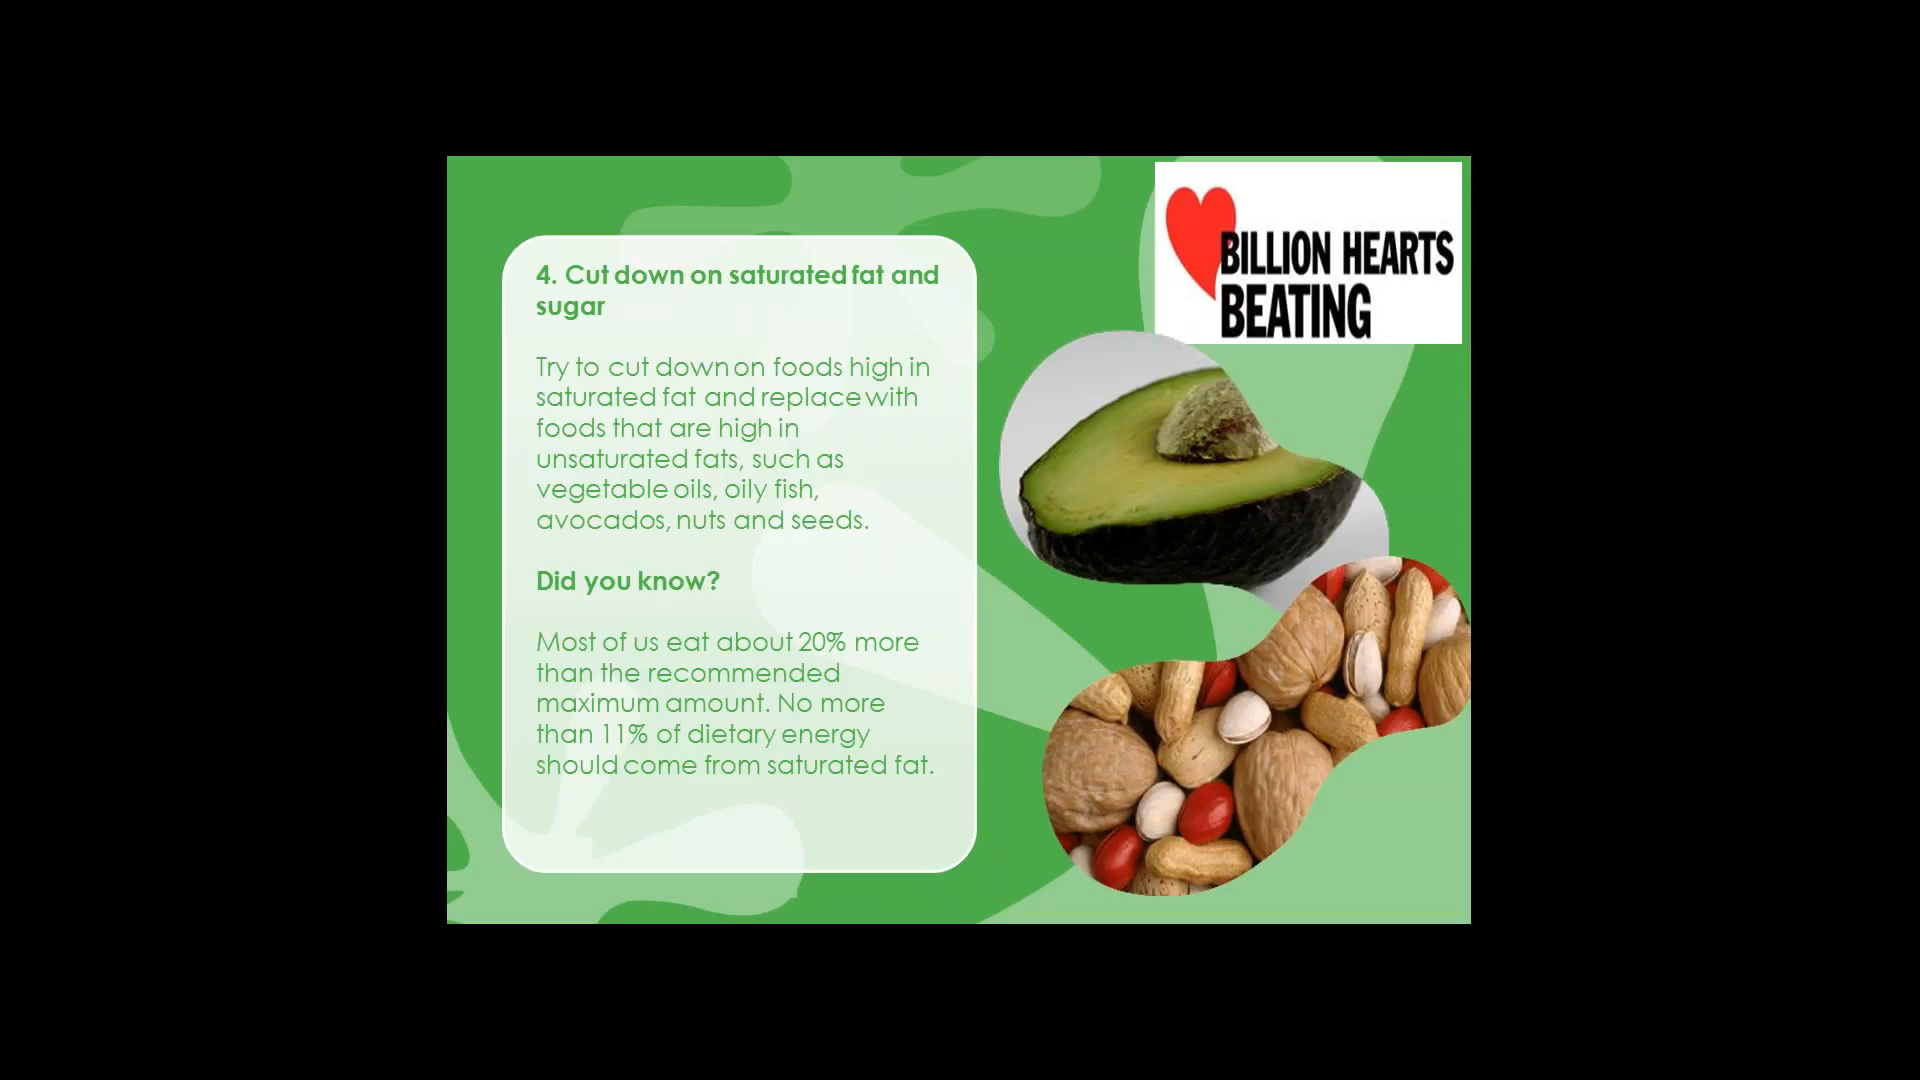 BILLION HEARTS
BEATING
4. Cut down on saturated fat and
sugar
Try to cut down on foods high in
saturated fat and replace with
foods that are high in
unsaturated fats, such as
vegetable oils, oily fish,
avocados, nuts and seeds.
Did you know?
Most of us eat about 20% more
than the recommended
maximum amount. No more
than 11% of dietary energy
should come from saturated fat.